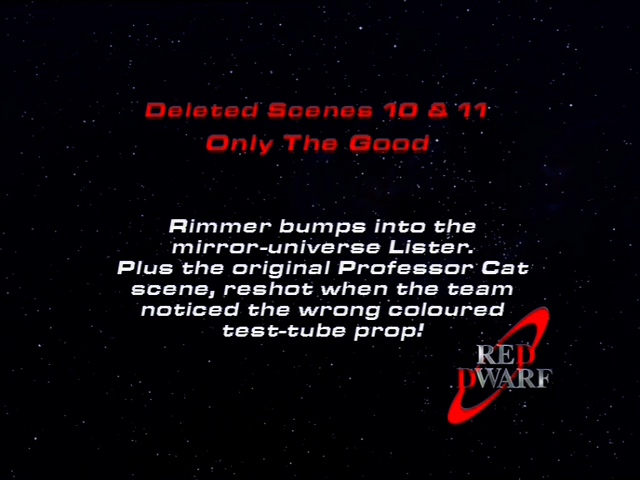 Deleted Scenes 10 & 11
Only The Good
Rimmer bumps into the
mirror-universe Lister.
Plus the original Professor Cat
scene, reshot when the team
noticed the wrong coloured
test-tube prop!
RED
DWARF